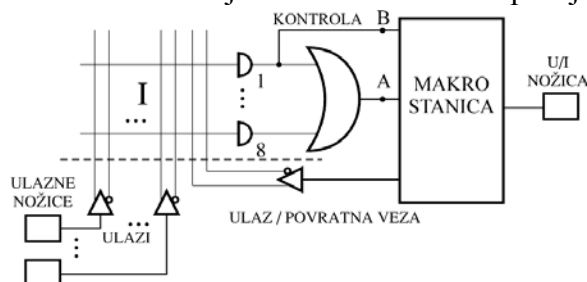 j
KONTROLA
B
U/I
NOŽICA
I
1
A
MAKRO
STANICA
...
8
ULAZNE
NOŽICE
...
ULAZI
ULAZ / POVRATNA VEZA